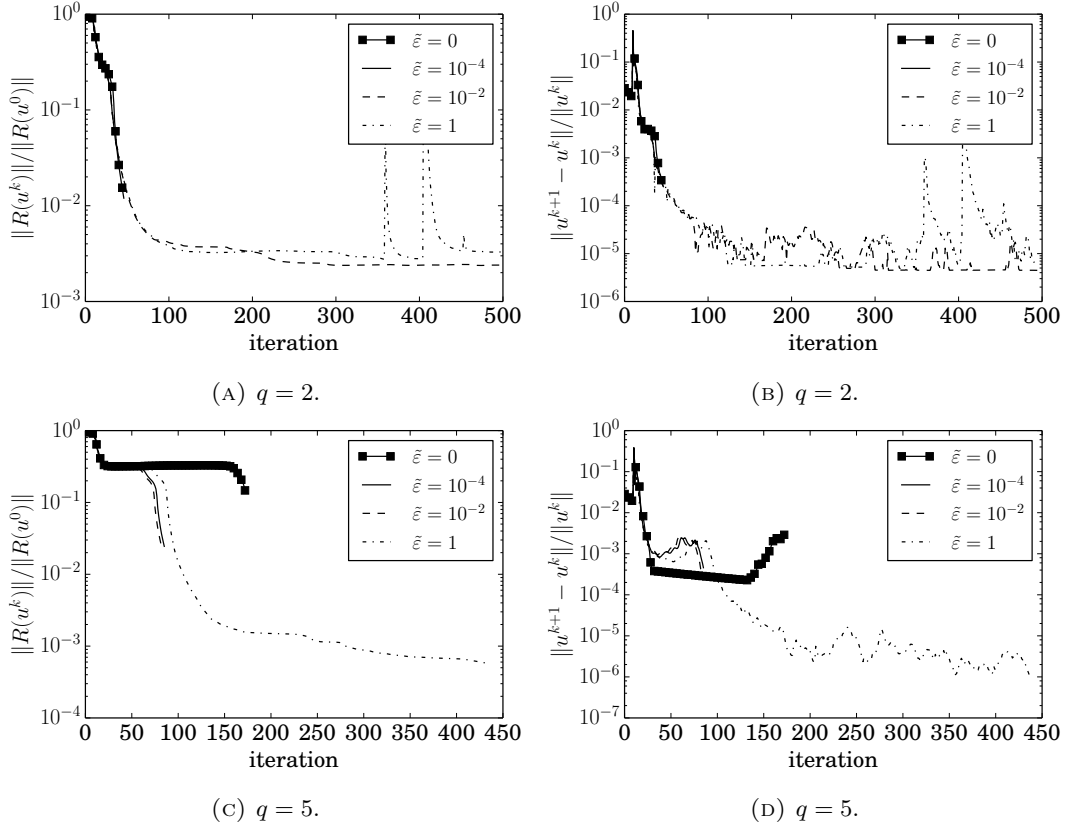 10^0
10^{-1}
10^{-2}
10^{-3}
||R(u^k)||/||R(u^0)||
ε̃ = 0
ε̃ = 10^{-4}
ε̃ = 10^{-2}
ε̃ = 1
0 100 200 300 400 500
iteration
(A) q = 2.
10^0
10^{-1}
10^{-2}
10^{-3}
10^{-4}
10^{-5}
10^{-6}
||u^{k+1} − u^k||/||u^k||
ε̃ = 0
ε̃ = 10^{-4}
ε̃ = 10^{-2}
ε̃ = 1
0 100 200 300 400 500
iteration
(B) q = 2.
10^0
10^{-1}
10^{-2}
10^{-3}
10^{-4}
||R(u^k)||/||R(u^0)||
ε̃ = 0
ε̃ = 10^{-4}
ε̃ = 10^{-2}
ε̃ = 1
0 50 100 150 200 250 300 350 400 450
iteration
(C) q = 5.
10^0
10^{-1}
10^{-2}
10^{-3}
10^{-4}
10^{-5}
10^{-6}
10^{-7}
||u^{k+1} − u^k||/||u^k||
ε̃ = 0
ε̃ = 10^{-4}
ε̃ = 10^{-2}
ε̃ = 1
0 50 100 150 200 250 300 350 400 450
iteration
(D) q = 5.